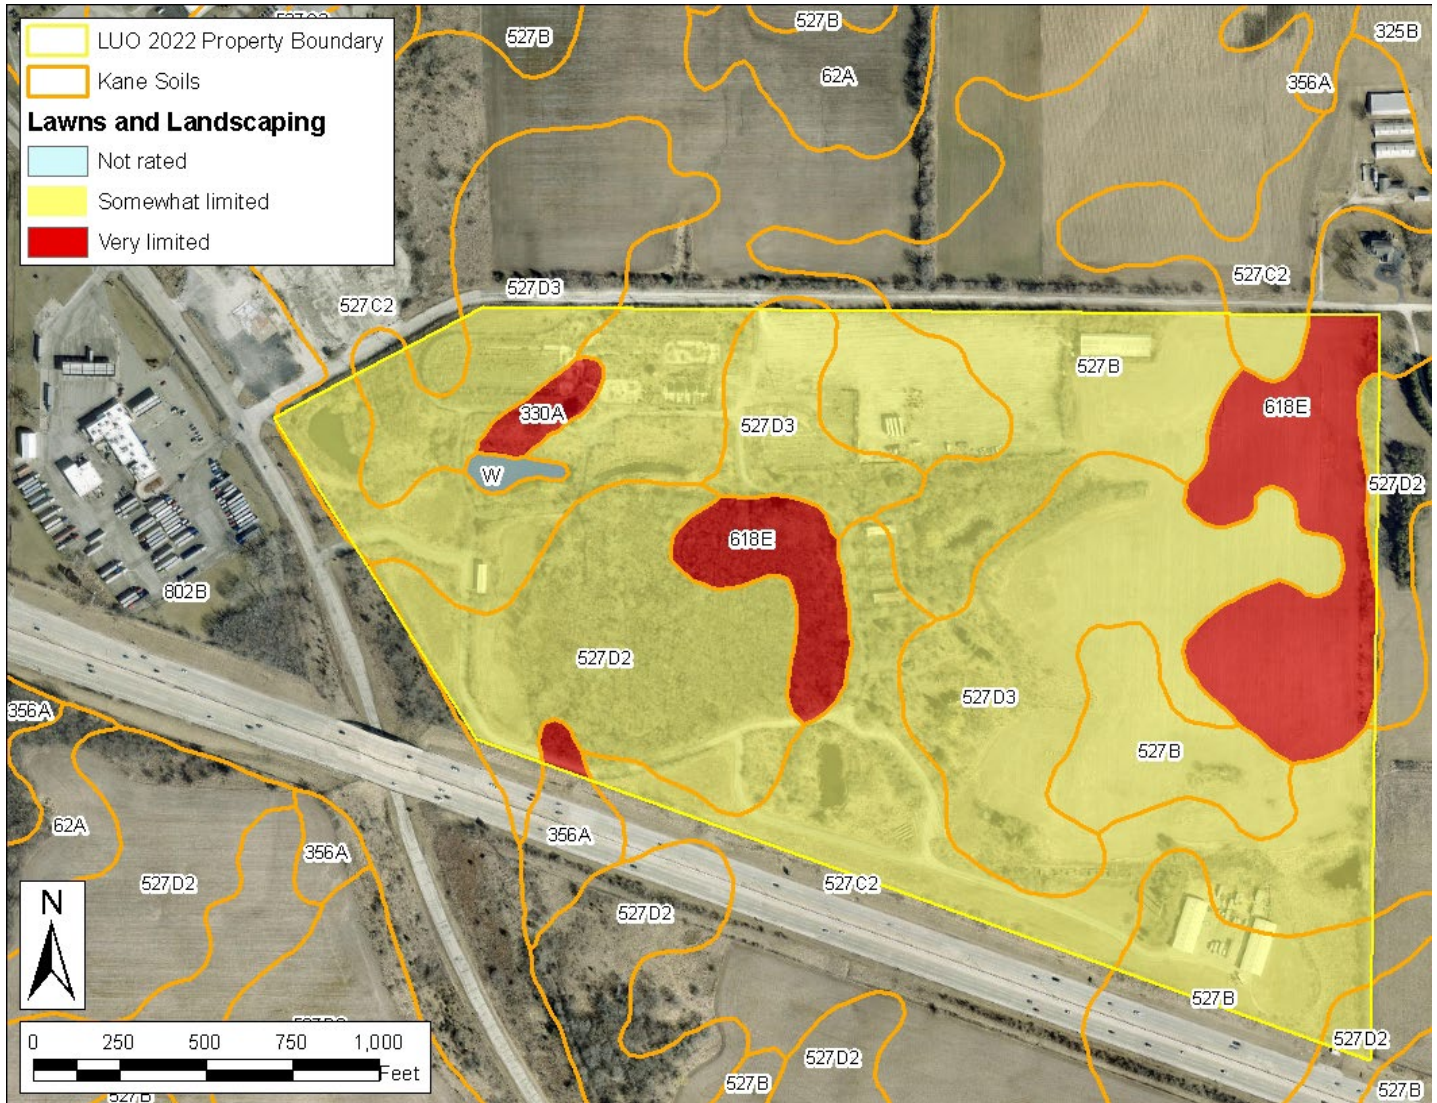 LUO 2022 Property Boundary
Kane Soils
Lawns and Landscaping
Not rated
Somewhat limited
Very limited
527B
527B
62A
325B
356A
527C2
527D3
527C2
527B
330A
618E
527D3
W
527D2
618E
802B
527D2
527D3
356A
527B
62A
356A
356A
527D2
527C2
527D2
527B
N
527D2
527D2
527B
527B
527B
0 250 500 750 1,000
Feet